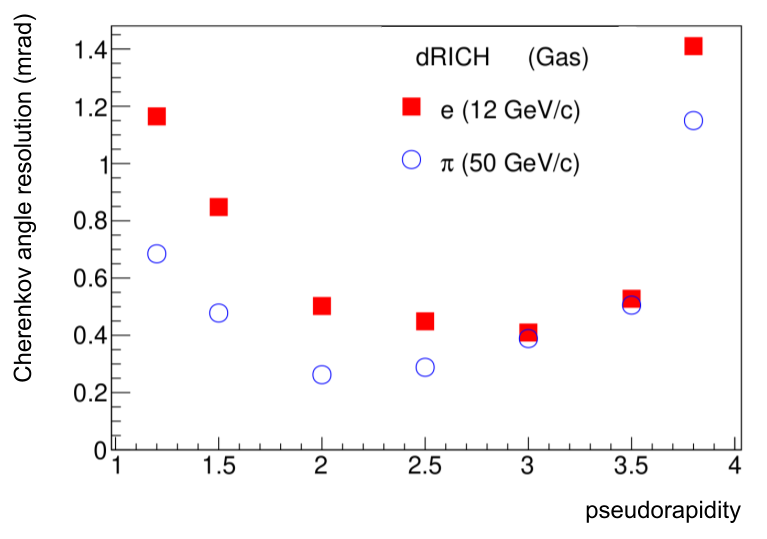 Cherenkov angle resolution (mrad)
1.4
1.2
1
0.8
0.6
0.4
0.2
0
dRICH (Gas)
e (12 GeV/c)
π (50 GeV/c)
1 1.5 2 2.5 3 3.5 4
pseudorapidity